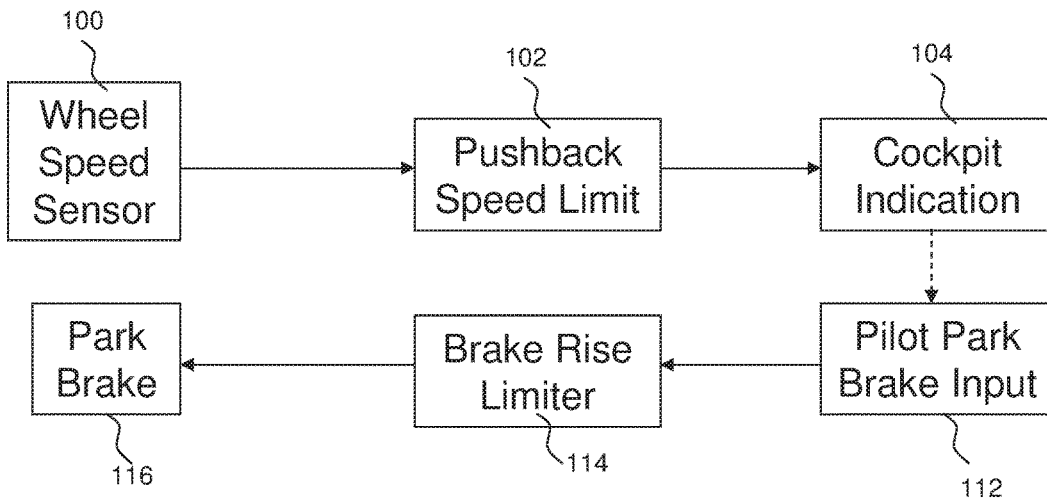 100
Wheel
Speed
Sensor
102
Pushback
Speed Limit
104
Cockpit
Indication
Park
Brake
116
Brake Rise
Limiter
114
Pilot Park
Brake Input
112